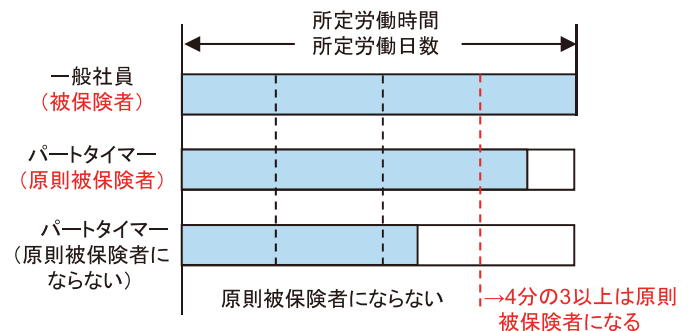 所定労働時間
所定労働日数
一般社員
（被保険者）
パートタイマー
（原則被保険者）
パートタイマー
（原則被保険者に
ならない）
原則被保険者にならない
→4分の3以上は原則
被保険者になる